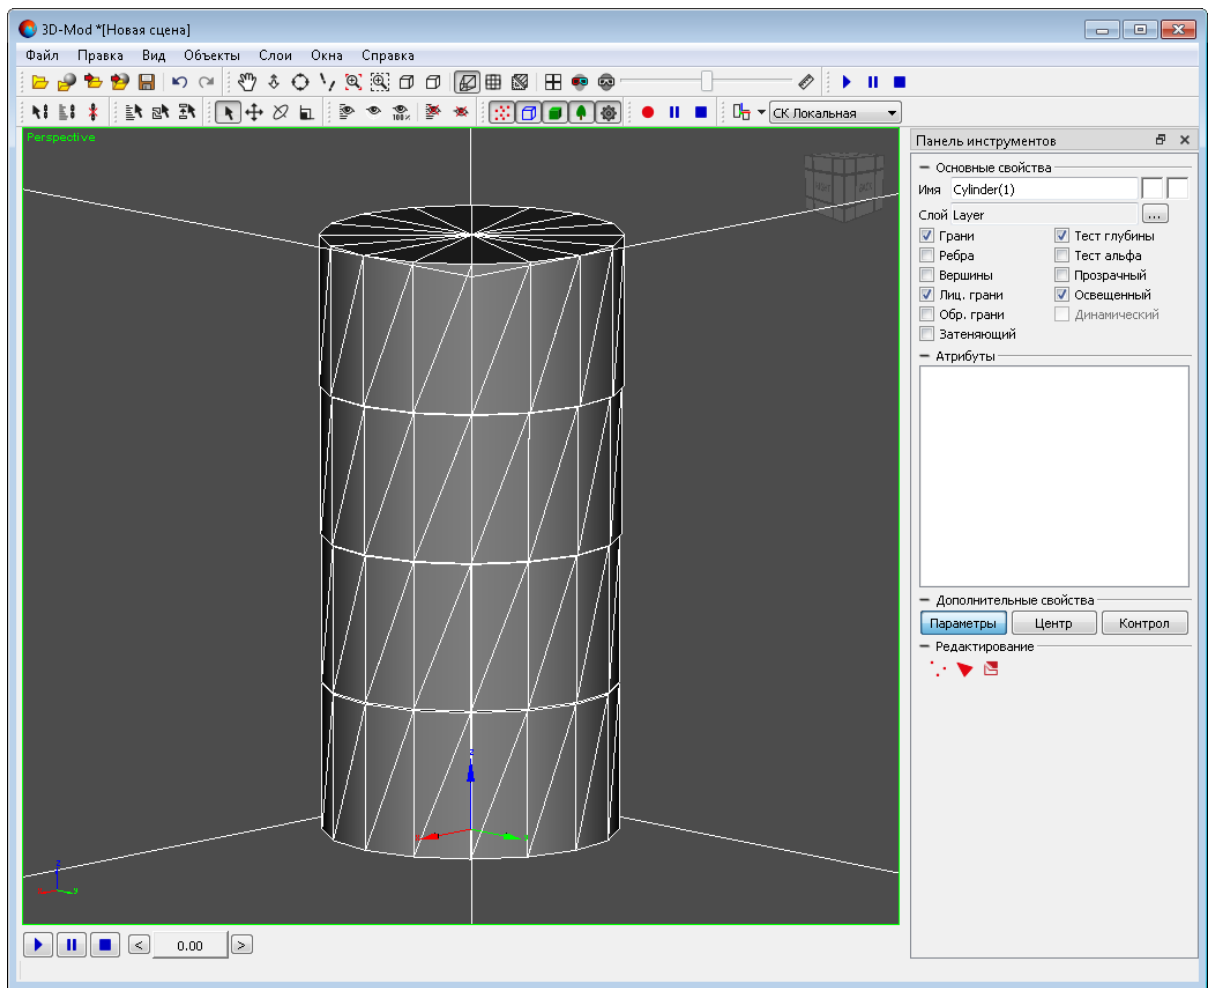 3D-Mod *[Новая сцена]
Файл Правка Вид Объекты Слои Окна Справка
100%
СК Локальная
Perspective
Панель инструментов
Основные свойства
Имя Cylinder(1)
Слой Layer ...
Грани Тест глубины
Ребра Тест альфа
Вершины Прозрачный
Лиц. грани Освещенный
Обр. грани Динамический
Затеняющий
Атрибуты
Дополнительные свойства
Параметры Центр Контрол
Редактирование
z
z
y
< 0.00 >